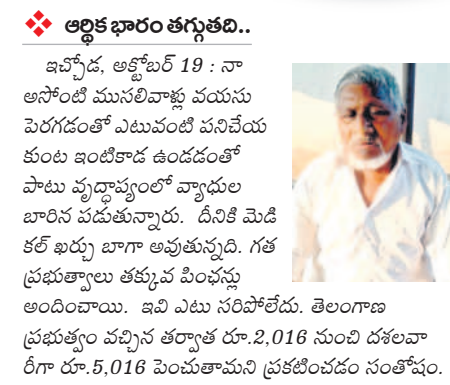 ఆర్థిక భారం తగ్గుతది..
ఇచ్చోడ, అక్టోబర్ 19 : నా
అసోంటి ముసలివాళ్లు వయసు
పెరగడంతో ఎటువంటి పనిచేయ
కుంట ఇంటికాడ ఉండడంతో
పాటు వృద్ధాప్యంలో వ్యాధుల
బారిన పడుతున్నారు. దీనికి మెడి
కల్ ఖర్చు బాగా అవుతున్నది. గత
ప్రభుత్వాలు తక్కువ పింఛన్లు
అందించాయి. ఇవి ఎటు సరిపోలేదు. తెలంగాణ
ప్రభుత్వం వచ్చిన తర్వాత రూ.2,016 నుంచి దశలవా
రీగా రూ.5,016 పెంచుతామని ప్రకటించడం సంతోషం.